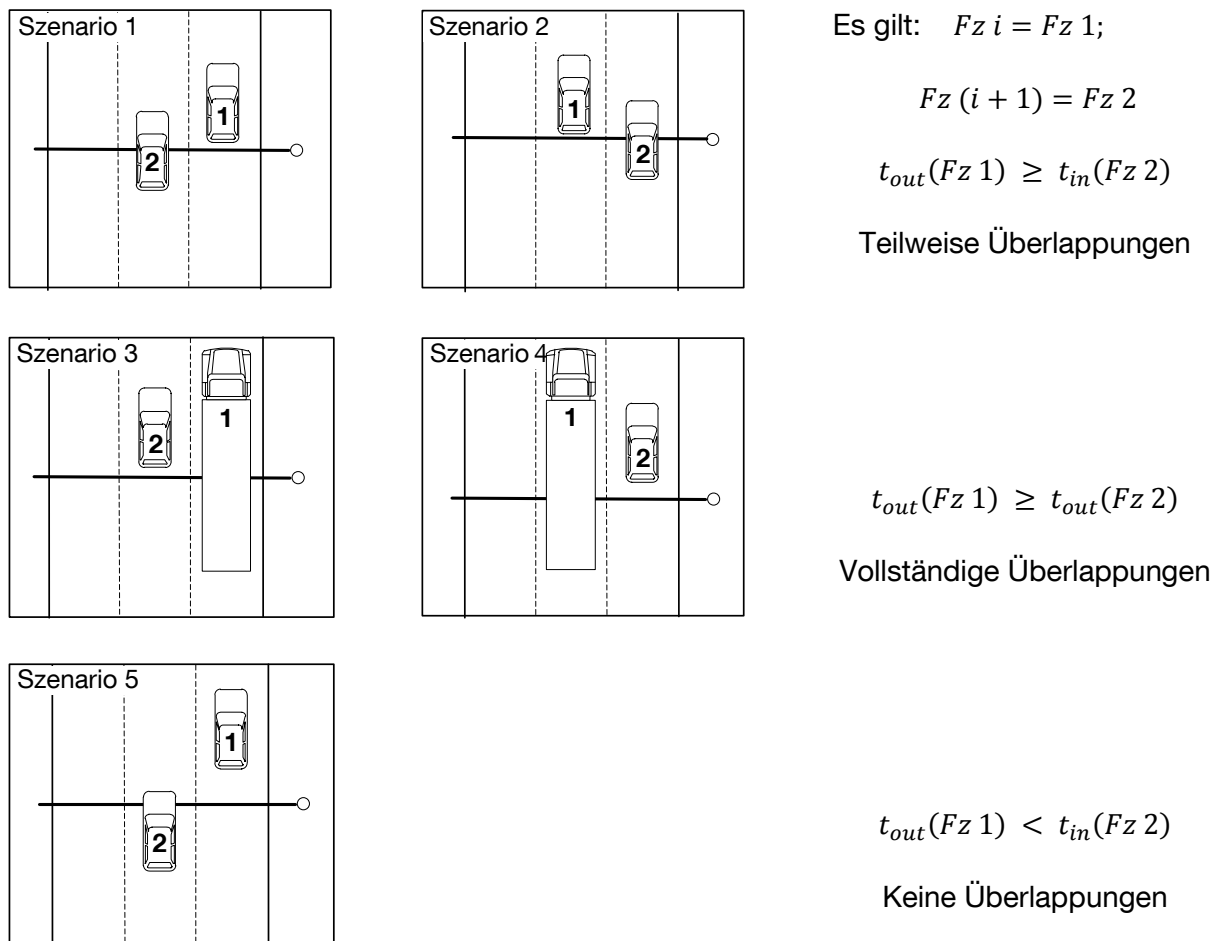 Szenario 1
1
2
Szenario 2
1
2
Es gilt: Fz i = Fz 1;
Fz (i + 1) = Fz 2
t_out(Fz 1) ≥ t_in(Fz 2)
Teilweise Überlappungen
Szenario 3
1
2
Szenario 4
1
2
t_out(Fz 1) ≥ t_out(Fz 2)
Vollständige Überlappungen
Szenario 5
1
2
t_out(Fz 1) < t_in(Fz 2)
Keine Überlappungen